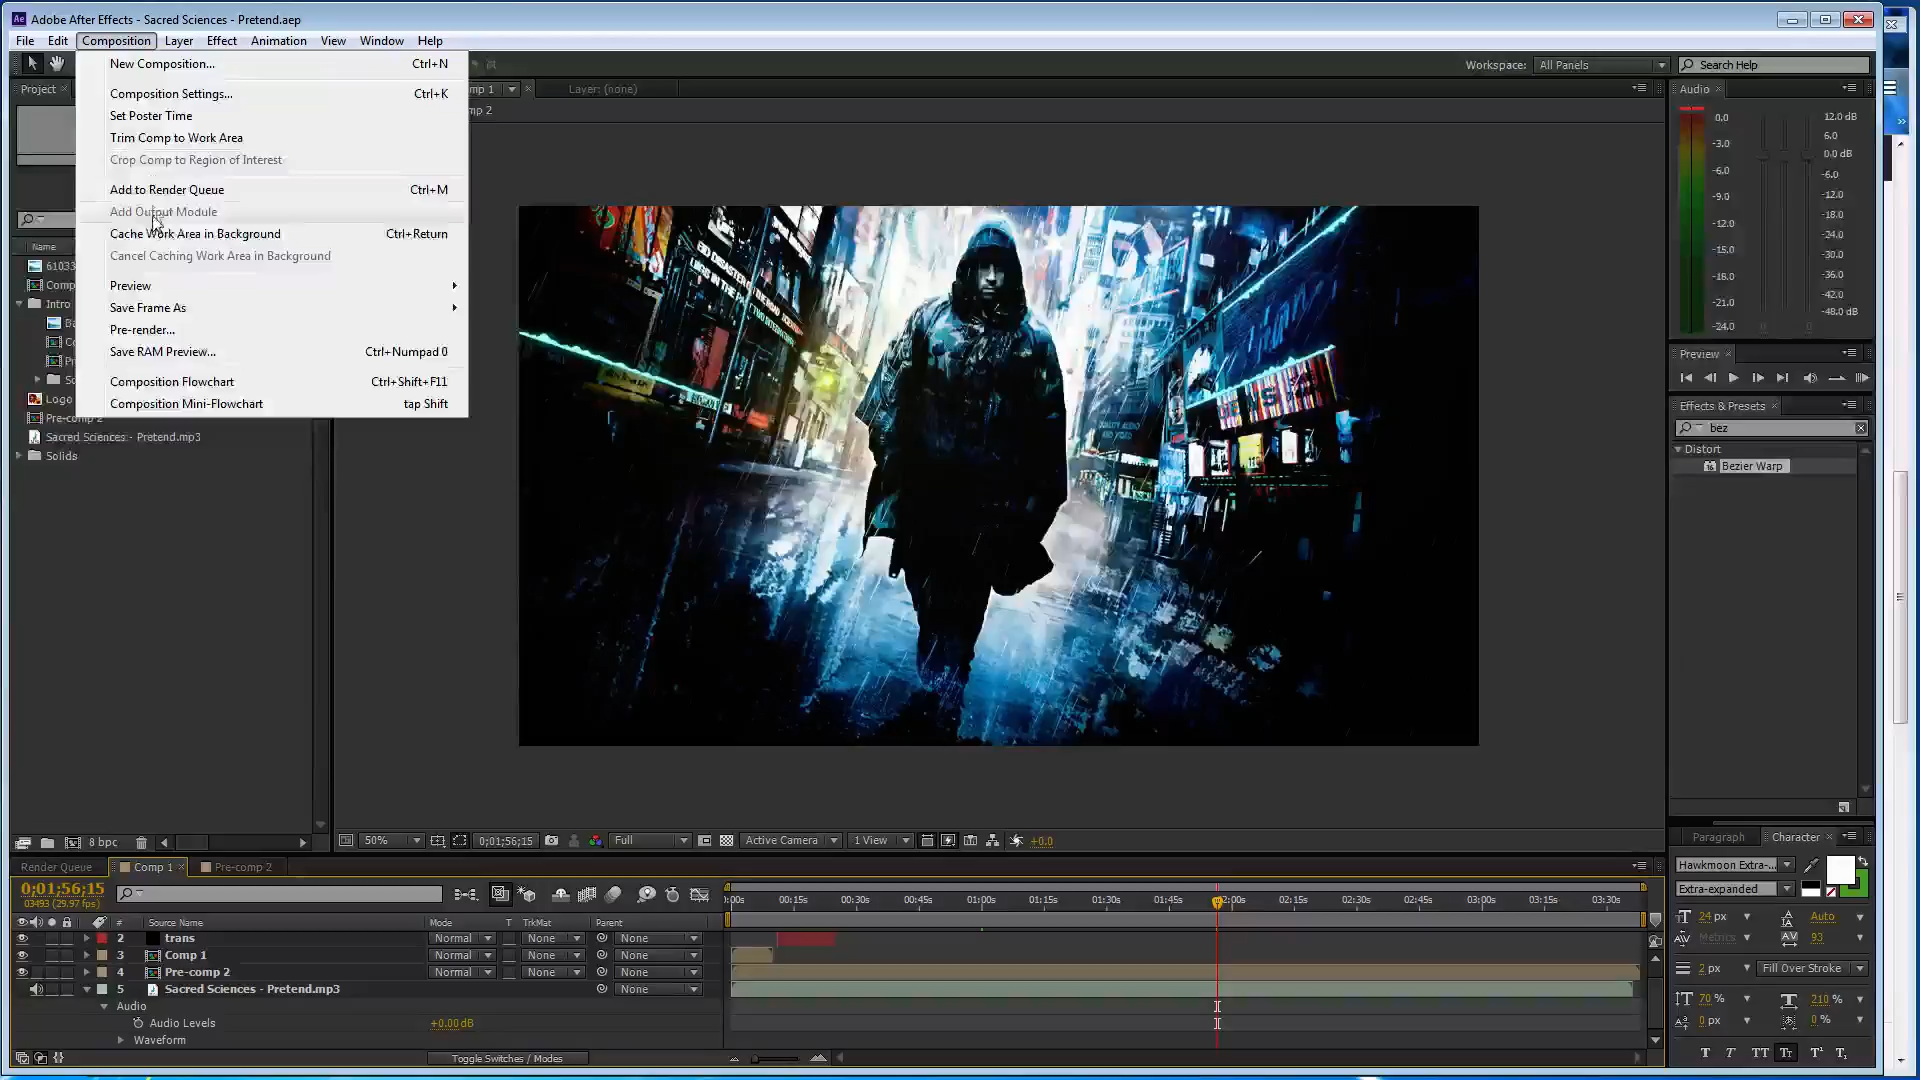 Adobe After Effects - Sacred Sciences - Pretend.aep
File Edit Composition Layer Effect Animation View Window Help
New Composition... Ctrl+N
Composition Settings... Ctrl+K
Set Poster Time
Trim Comp to Work Area
Crop Comp to Region of Interest
Add to Render Queue Ctrl+M
Add Output Module
Cache Work Area in Background Ctrl+Return
Cancel Caching Work Area in Background
Preview
Save Frame As
Pre-render...
Save RAM Preview... Ctrl+Numpad 0
Composition Flowchart Ctrl+Shift+F11
Composition Mini-Flowchart tap Shift
Workspace: All Panels
Search Help
Project
mp 1
Layer: (none)
mp 2
Name
61033
Comp
Intro
Logo
Pre-comp 2
Sacred Sciences - Pretend.mp3
Solids
NEWS
Audio
0.0
-3.0
-6.0
-9.0
-12.0
-15.0
-18.0
-21.0
-24.0
12.0 dB
6.0
0.0 dB
-6.0
-12.0
-18.0
-24.0
-30.0
-36.0
-42.0
-48.0 dB
0 0
Preview
Effects & Presets
bez
Distort
Bezier Warp
8 bpc
50% 0;01;56;15 Full Active Camera 1 View +0.0
Render Queue Comp 1 Pre-comp 2
0;01;56;15
03493 (29.97 fps)
# Source Name Mode T TrkMat Parent
:00s 00:15s 00:30s 00:45s 01:00s 01:15s 01:30s 01:45s 02:00s 02:15s 02:30s 02:45s 03:00s 03:15s 03:30s
2 trans Normal None None
3 Comp 1 Normal None None
4 Pre-comp 2 Normal None None
5 Sacred Sciences - Pretend.mp3 None
Audio
Audio Levels +0.00dB
Waveform
Toggle Switches / Modes
Paragraph Character
Hawkmoon Extra-...
Extra-expanded
24 px Auto
Metrics 93
2 px Fill Over Stroke
70 % 210 %
0 px 0 %
T T TT Tt T¹ T₁